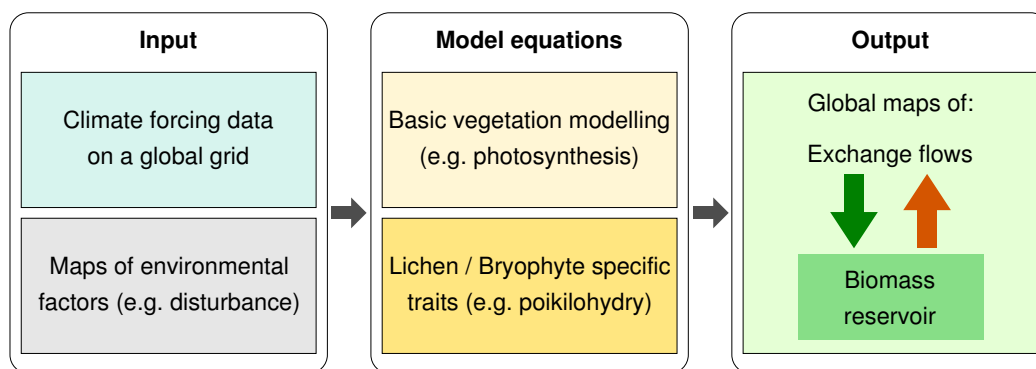 Input
Climate forcing data
on a global grid
Maps of environmental
factors (e.g. disturbance)
Model equations
Basic vegetation modelling
(e.g. photosynthesis)
Lichen / Bryophyte specific
traits (e.g. poikilohydry)
Output
Global maps of:
Exchange flows
Biomass
reservoir